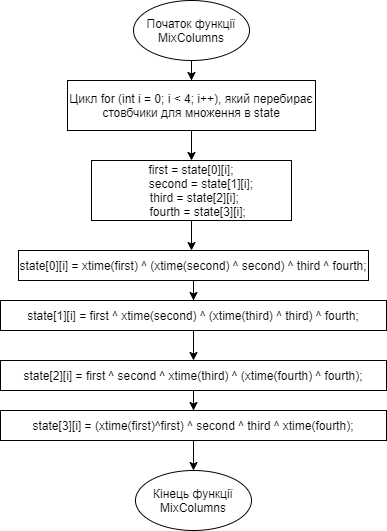 Початок функції
MixColumns
Цикл for (int i = 0; i < 4; i++), який перебирає
стовбчики для множення в state
first = state[0][i];
second = state[1][i];
third = state[2][i];
fourth = state[3][i];
state[0][i] = xtime(first) ^ (xtime(second) ^ second) ^ third ^ fourth;
state[1][i] = first ^ xtime(second) ^ (xtime(third) ^ third) ^ fourth;
state[2][i] = first ^ second ^ xtime(third) ^ (xtime(fourth) ^ fourth);
state[3][i] = (xtime(first)^first) ^ second ^ third ^ xtime(fourth);
Кінець функції
MixColumns